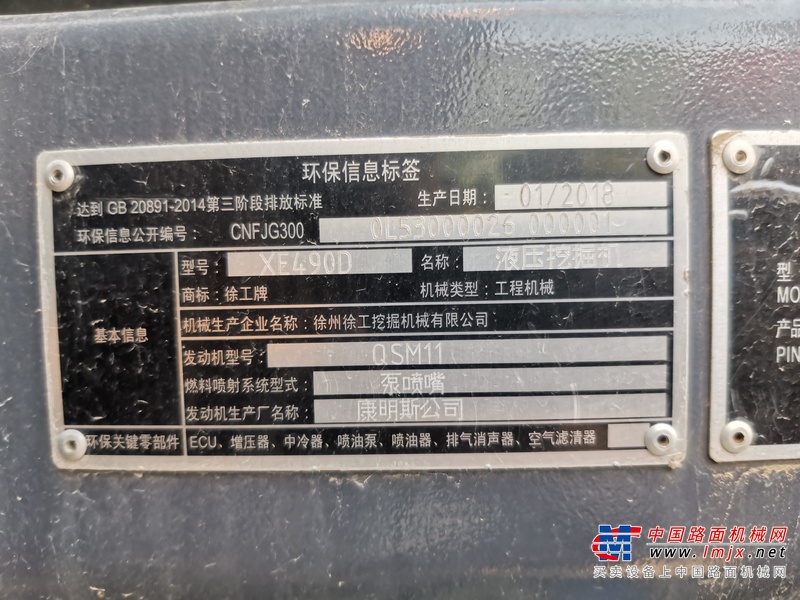 环保信息标签
达到 GB 20891-2014第三阶段排放标准 生产日期: 01/2018
环保信息公开编号: CNFJG300 0L53000026 000001
型号: XE490D 名称: 液压挖掘机
商标: 徐工牌 机械类型: 工程机械
基本信息
机械生产企业名称: 徐州徐工挖掘机械有限公司
发动机型号: QSM11
燃料喷射系统型式: 泵喷嘴
发动机生产厂名称: 康明斯公司
环保关键零部件 ECU、增压器、中冷器、喷油泵、喷油器、排气消声器、空气滤清器
型
MO
产品
PIN
中国路面机械网
www.lmjx.net
买卖设备上中国路面机械网